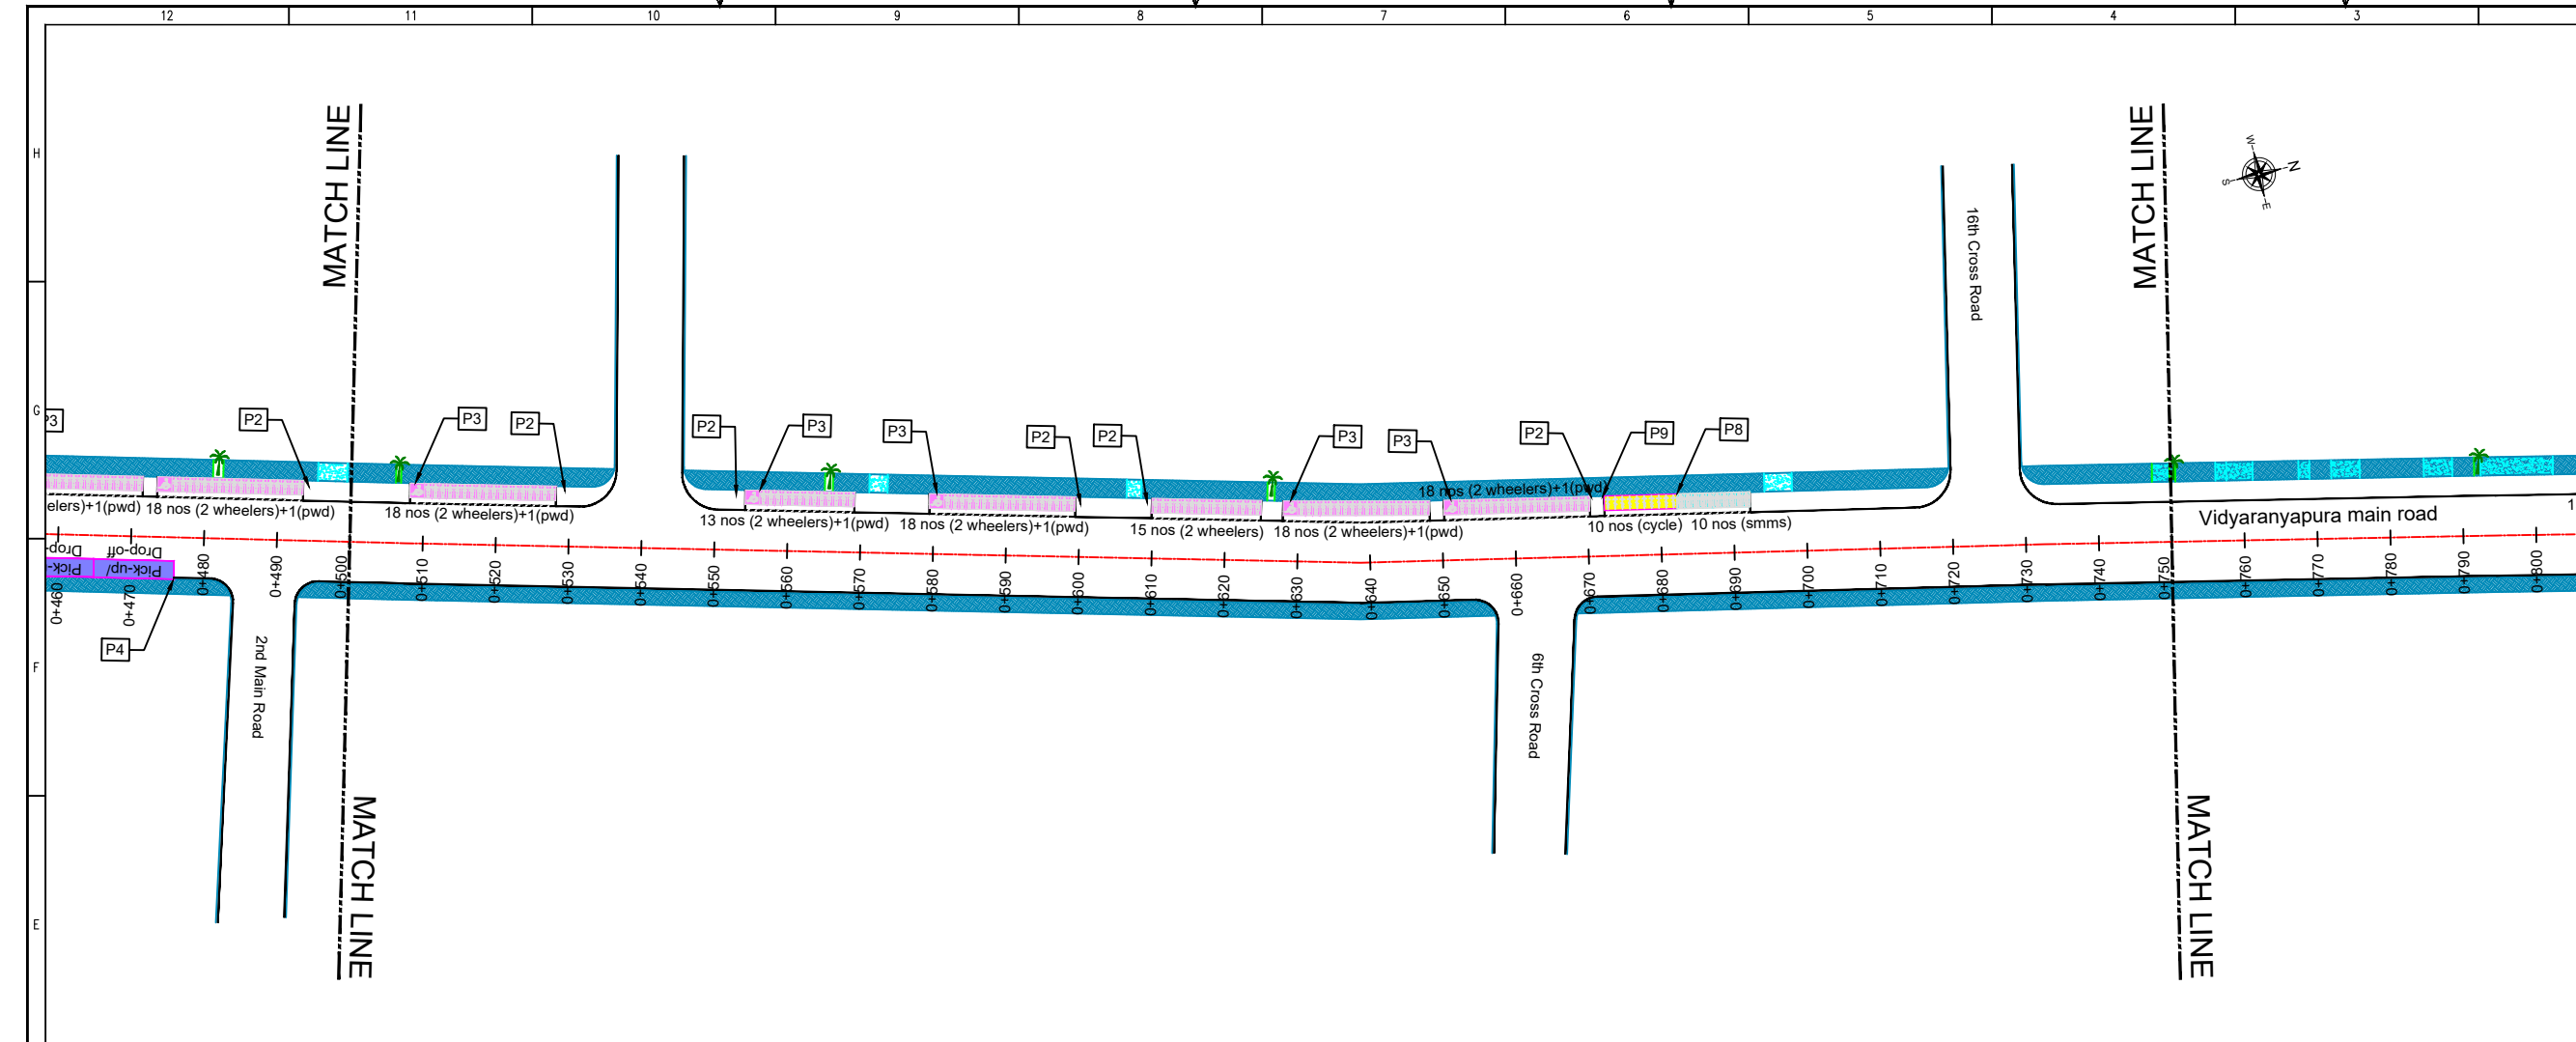 12 11 10 9 8 7 6 5 4 3
H
G
F
E
MATCH LINE
MATCH LINE
16th Cross Road
W
N
S
E
P2
P3
P2
P2
P3
P3
P2
P2
P3
P3
P2
P9
P8
elers)+1(pwd)
18 nos (2 wheelers)+1(pwd)
18 nos (2 wheelers)+1(pwd)
13 nos (2 wheelers)+1(pwd)
18 nos (2 wheelers)+1(pwd)
15 nos (2 wheelers)
18 nos (2 wheelers)+1(pwd)
18 nos (2 wheelers)+1(pwd)
10 nos (cycle)
10 nos (smms)
Vidyaranyapura main road
Drop-
Pick-
Drop-off
Pick-up/
0+460
0+470
0+480
0+490
0+500
0+510
0+520
0+530
0+540
0+550
0+560
0+570
0+580
0+590
0+600
0+610
0+620
0+630
0+640
0+650
0+660
0+670
0+680
0+690
0+700
0+710
0+720
0+730
0+740
0+750
0+760
0+770
0+780
0+790
0+800
P4
2nd Main Road
6th Cross Road
MATCH LINE
MATCH LINE